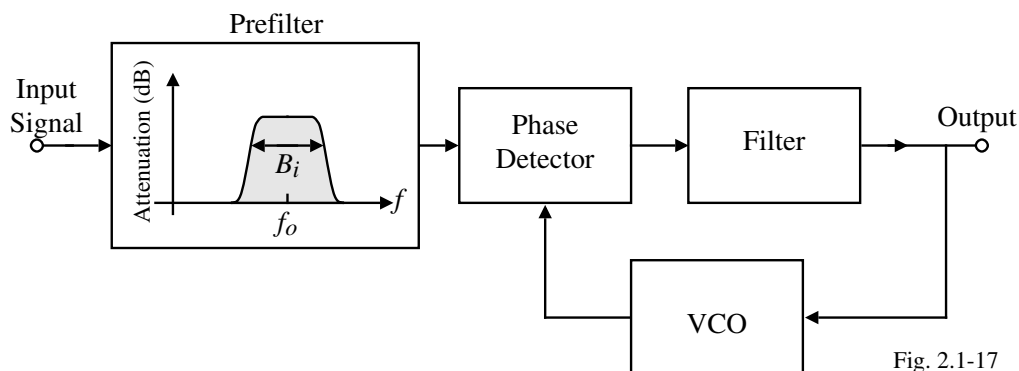 Prefilter
Input
Signal
Attenuation (dB)
B_i
f
f_o
Phase
Detector
Filter
Output
VCO
Fig. 2.1-17